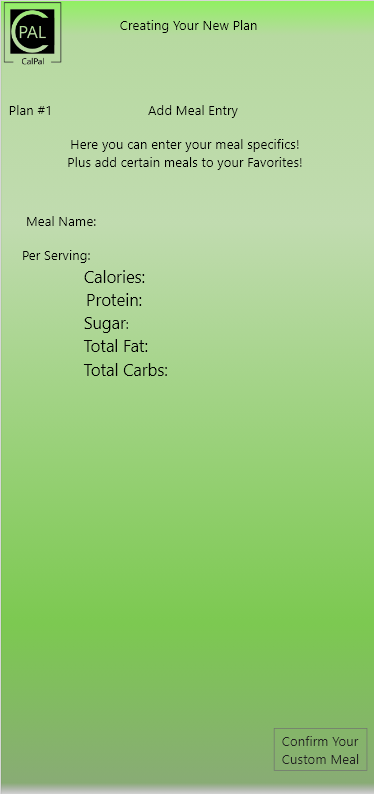 PAL
CalPal
Creating Your New Plan
Plan #1
Add Meal Entry
Here you can enter your meal specifics!
Plus add certain meals to your Favorites!
Meal Name:
Per Serving:
Calories:
Protein:
Sugar:
Total Fat:
Total Carbs:
Confirm Your
Custom Meal